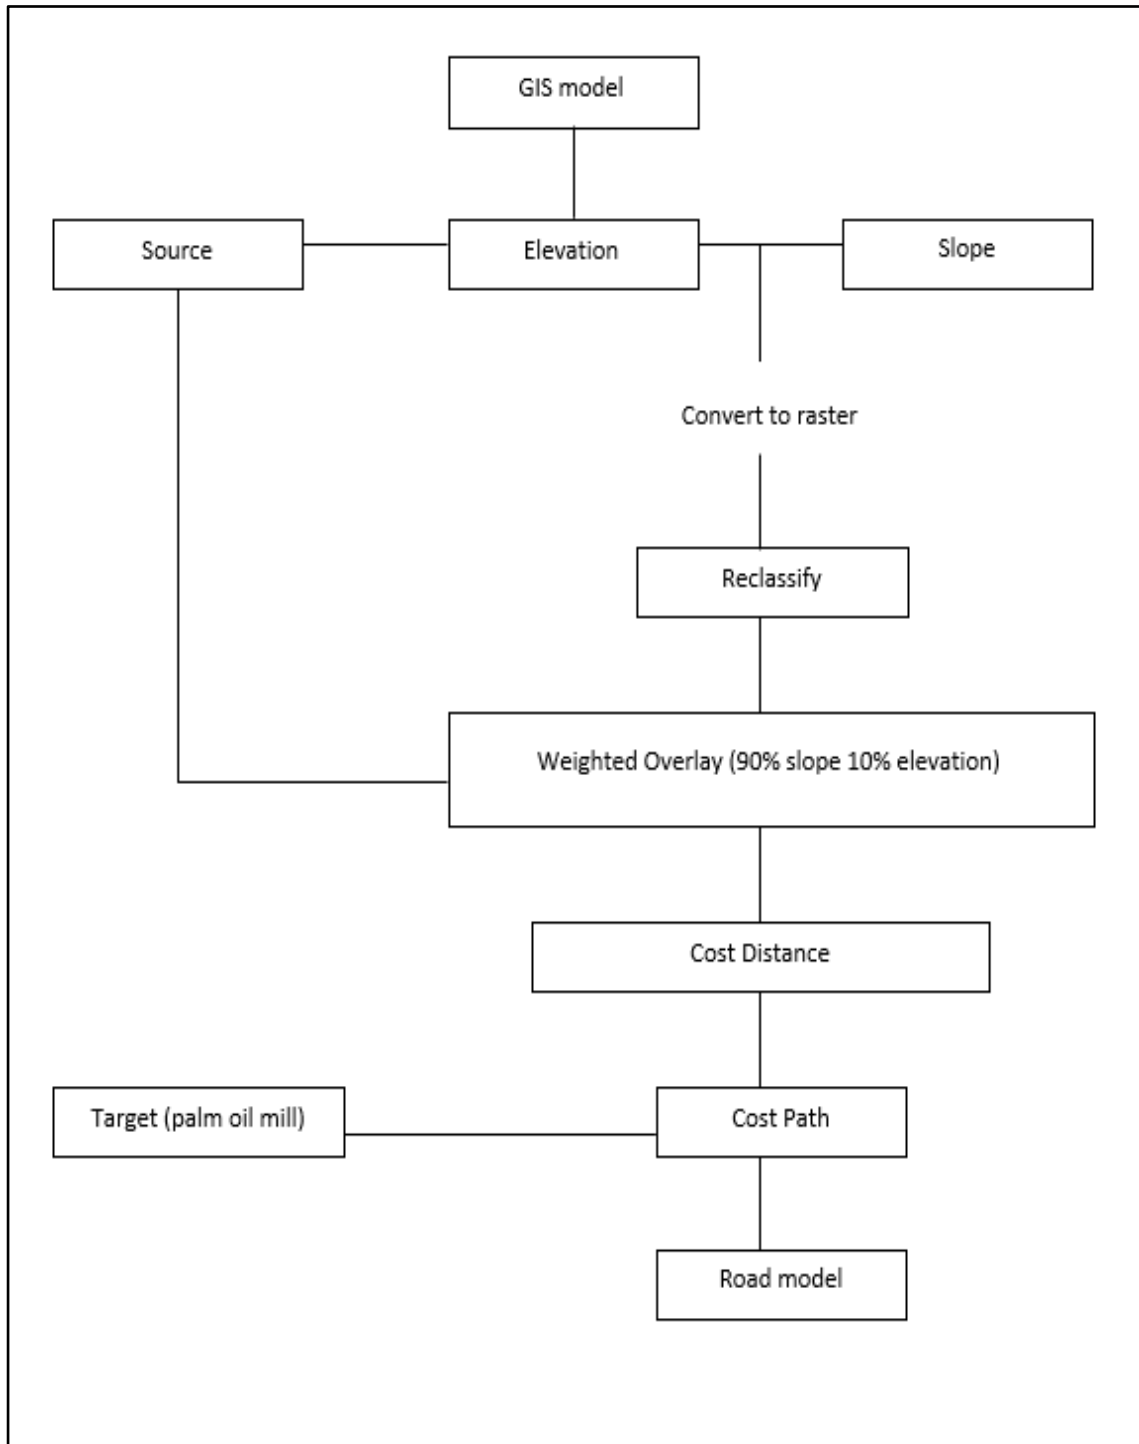 GIS model
Source
Elevation
Slope
Convert to raster
Reclassify
Weighted Overlay (90% slope 10% elevation)
Cost Distance
Target (palm oil mill)
Cost Path
Road model